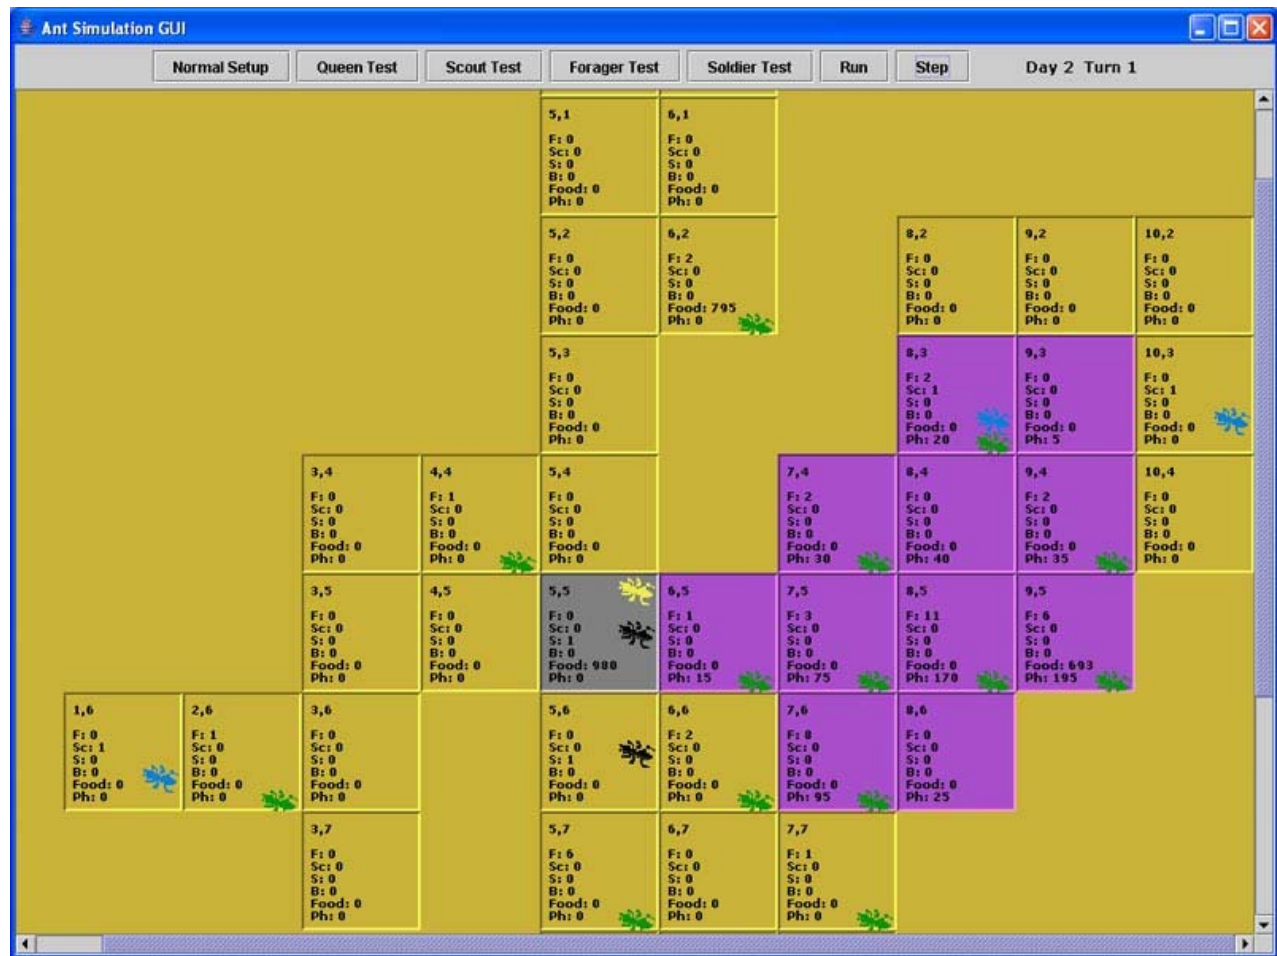 Ant Simulation GUI
Normal Setup Queen Test Scout Test Forager Test Soldier Test Run Step Day 2 Turn 1
5,1
F: 0
Sc: 0
S: 0
B: 0
Food: 0
Ph: 0
6,1
F: 0
Sc: 0
S: 0
B: 0
Food: 0
Ph: 0
5,2
F: 0
Sc: 0
S: 0
B: 0
Food: 0
Ph: 0
6,2
F: 2
Sc: 0
S: 0
B: 0
Food: 795
Ph: 0
8,2
F: 0
Sc: 0
S: 0
B: 0
Food: 0
Ph: 0
9,2
F: 0
Sc: 0
S: 0
B: 0
Food: 0
Ph: 0
10,2
F: 0
Sc: 0
S: 0
B: 0
Food: 0
Ph: 0
5,3
F: 0
Sc: 0
S: 0
B: 0
Food: 0
Ph: 0
8,3
F: 2
Sc: 1
S: 0
B: 0
Food: 0
Ph: 20
9,3
F: 0
Sc: 0
S: 0
B: 0
Food: 0
Ph: 5
10,3
F: 0
Sc: 1
S: 0
B: 0
Food: 0
Ph: 0
3,4
F: 0
Sc: 0
S: 0
B: 0
Food: 0
Ph: 0
4,4
F: 1
Sc: 0
S: 0
B: 0
Food: 0
Ph: 0
5,4
F: 0
Sc: 0
S: 0
B: 0
Food: 0
Ph: 0
7,4
F: 2
Sc: 0
S: 0
B: 0
Food: 0
Ph: 30
8,4
F: 0
Sc: 0
S: 0
B: 0
Food: 0
Ph: 40
9,4
F: 2
Sc: 0
S: 0
B: 0
Food: 0
Ph: 35
10,4
F: 0
Sc: 0
S: 0
B: 0
Food: 0
Ph: 0
3,5
F: 0
Sc: 0
S: 0
B: 0
Food: 0
Ph: 0
4,5
F: 0
Sc: 0
S: 0
B: 0
Food: 0
Ph: 0
5,5
F: 0
Sc: 0
S: 1
B: 0
Food: 980
Ph: 0
6,5
F: 1
Sc: 0
S: 0
B: 0
Food: 0
Ph: 15
7,5
F: 3
Sc: 0
S: 0
B: 0
Food: 0
Ph: 75
8,5
F: 11
Sc: 0
S: 0
B: 0
Food: 0
Ph: 170
9,5
F: 6
Sc: 0
S: 0
B: 0
Food: 693
Ph: 195
1,6
F: 0
Sc: 1
S: 0
B: 0
Food: 0
Ph: 0
2,6
F: 1
Sc: 0
S: 0
B: 0
Food: 0
Ph: 0
3,6
F: 0
Sc: 0
S: 0
B: 0
Food: 0
Ph: 0
5,6
F: 0
Sc: 0
S: 1
B: 0
Food: 0
Ph: 0
6,6
F: 2
Sc: 0
S: 0
B: 0
Food: 0
Ph: 0
7,6
F: 8
Sc: 0
S: 0
B: 0
Food: 0
Ph: 95
8,6
F: 0
Sc: 0
S: 0
B: 0
Food: 0
Ph: 25
3,7
F: 0
Sc: 0
S: 0
B: 0
Food: 0
Ph: 0
5,7
F: 6
Sc: 0
S: 0
B: 0
Food: 0
Ph: 0
6,7
F: 0
Sc: 0
S: 0
B: 0
Food: 0
Ph: 0
7,7
F: 1
Sc: 0
S: 0
B: 0
Food: 0
Ph: 0